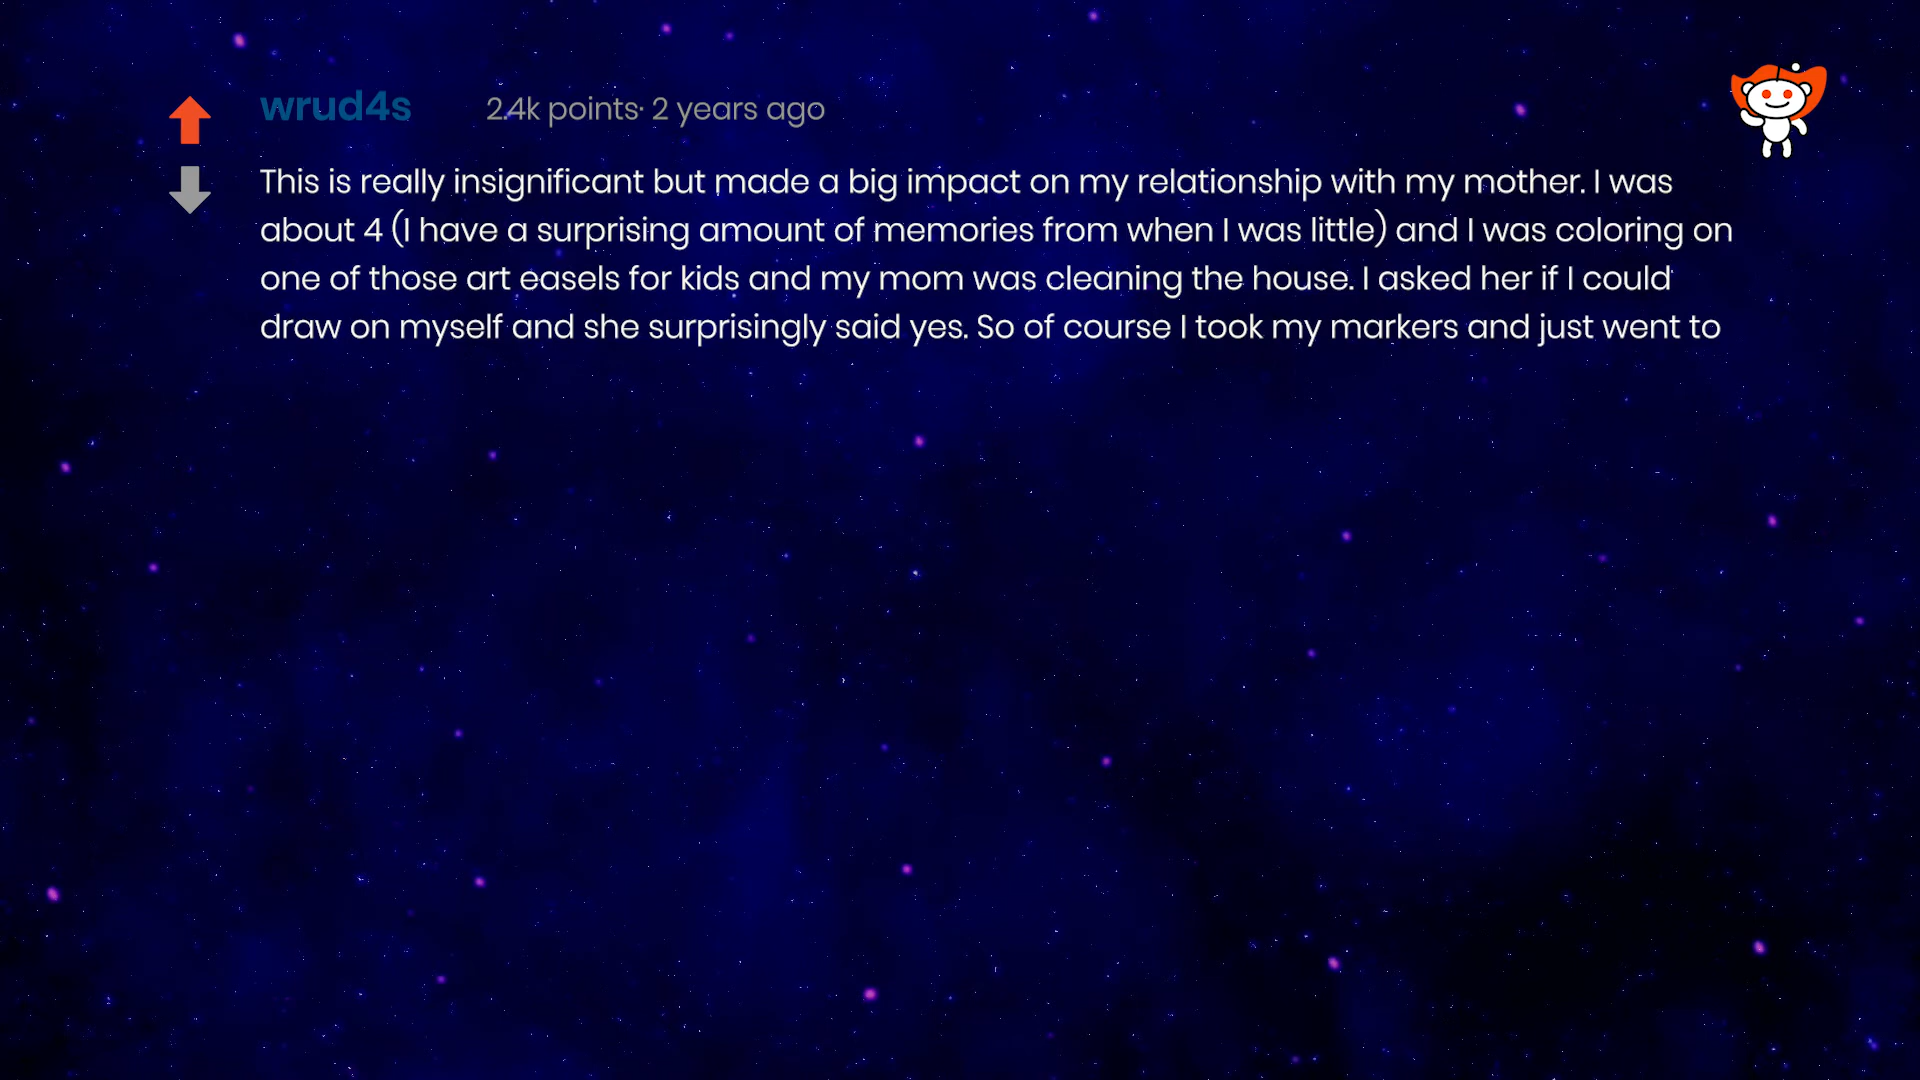 wrud4s 2.4k points· 2 years ago
This is really insignificant but made a big impact on my relationship with my mother. I was
about 4 (I have a surprising amount of memories from when I was little) and I was coloring on
one of those art easels for kids and my mom was cleaning the house. I asked her if I could
draw on myself and she surprisingly said yes. So of course I took my markers and just went to